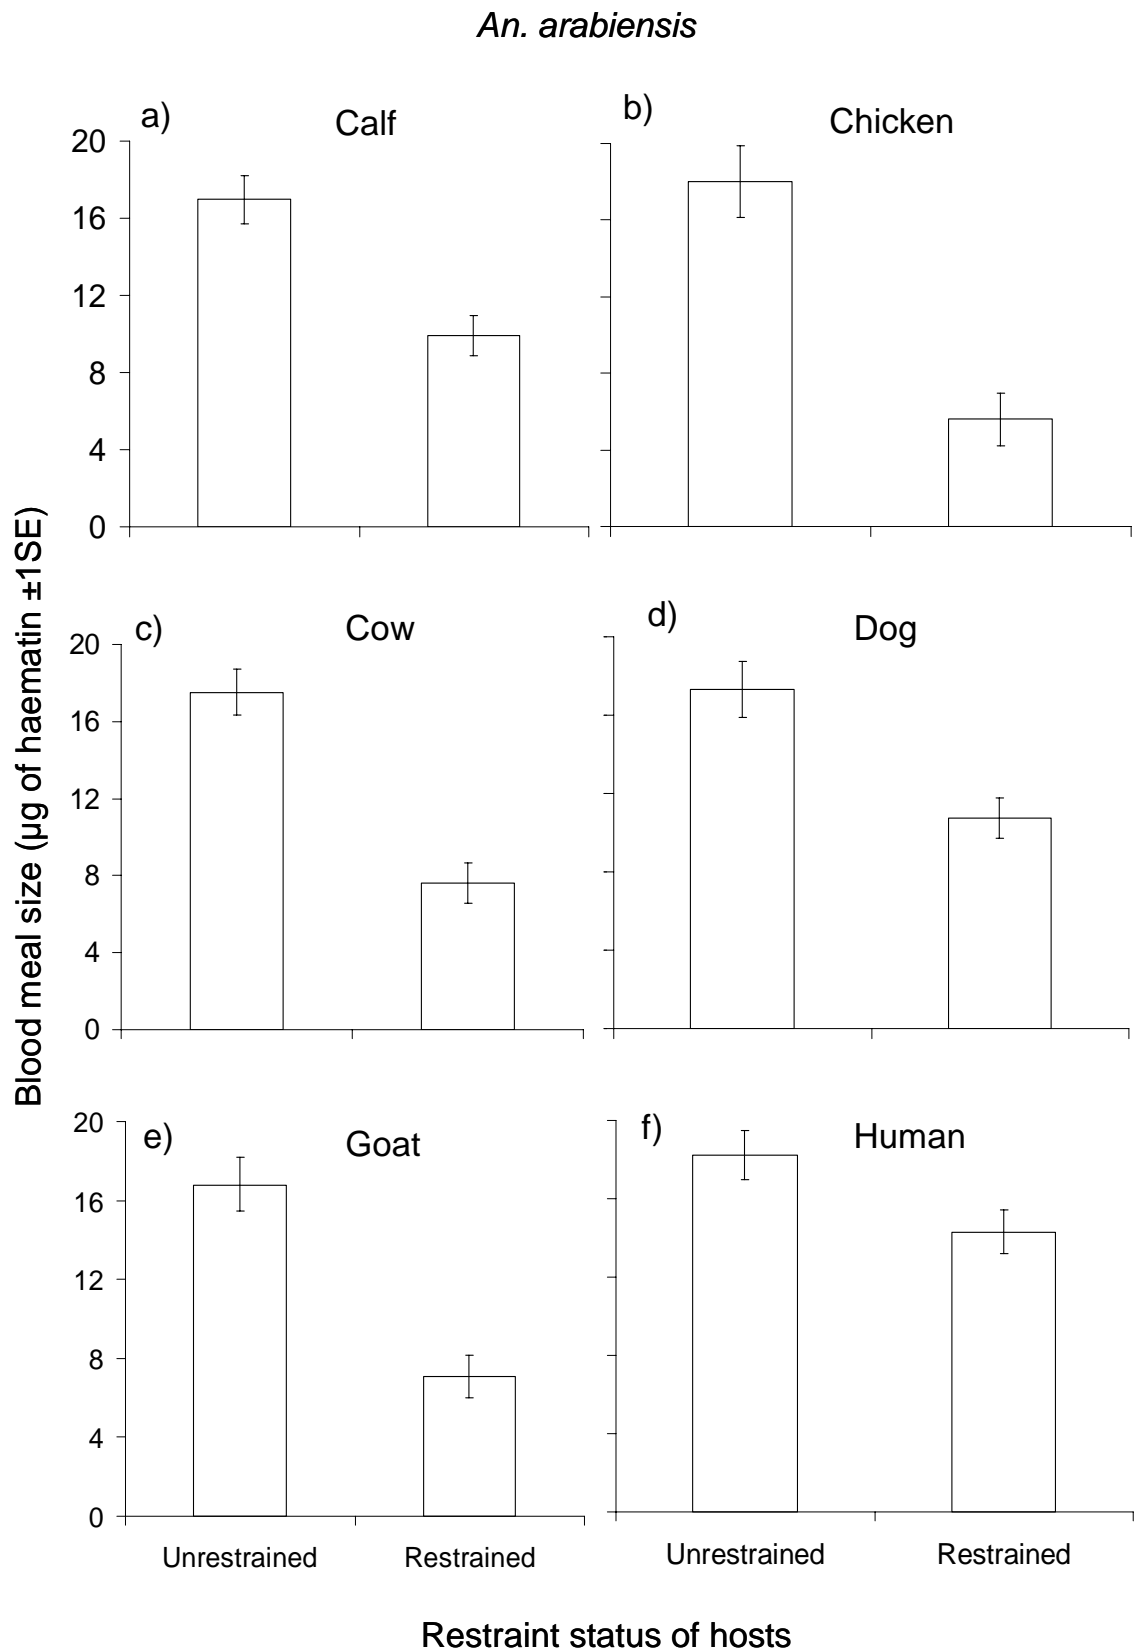 An. arabiensis
a)
Calf
b)
Chicken
20
16
12
8
4
0
c)
Cow
d)
Dog
20
16
12
8
4
0
Blood meal size (µg of haematin ±1SE)
e)
Goat
f)
Human
20
16
12
8
4
0
Unrestrained
Restrained
Unrestrained
Restrained
Restraint status of hosts